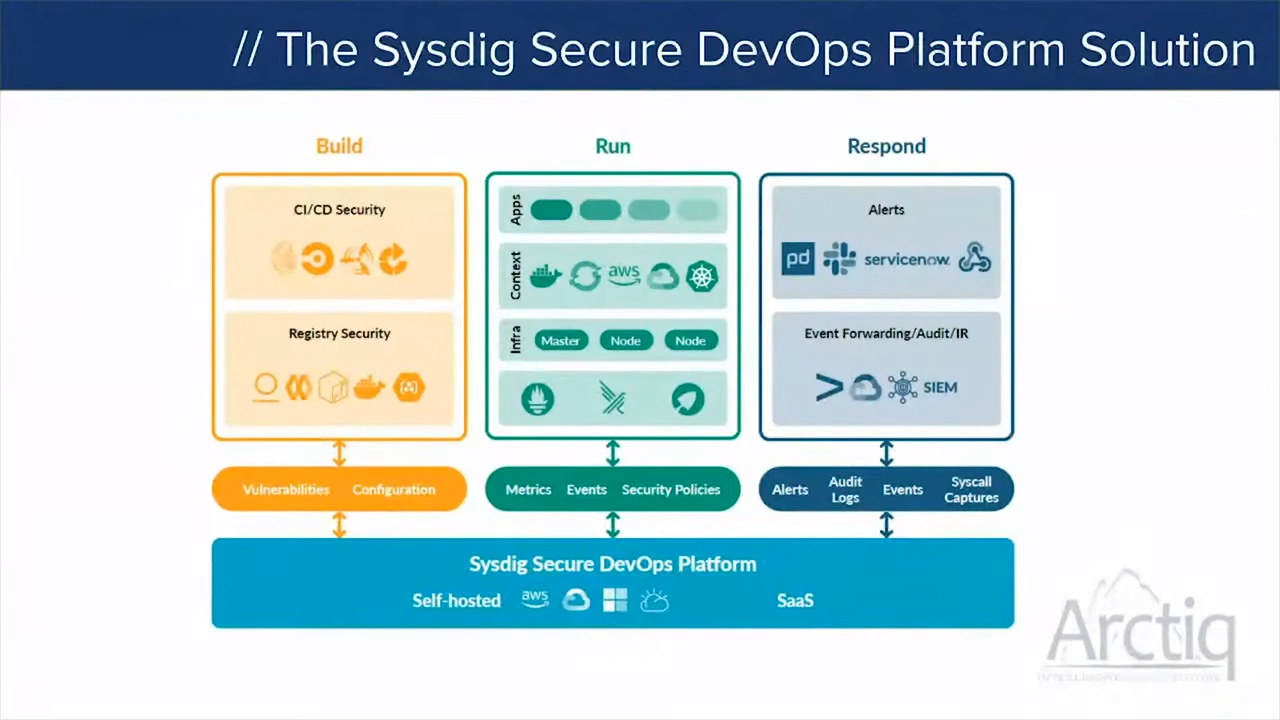 // The Sysdig Secure DevOps Platform Solution
Build
CI/CD Security
Registry Security
Vulnerabilities Configuration
Run
Apps
Context
aws
Infra
Master Node Node
Metrics Events Security Policies
Respond
Alerts
pd servicenow
Event Forwarding/Audit/IR
SIEM
Alerts Audit Logs Events Syscall Captures
Sysdig Secure DevOps Platform
Self-hosted aws SaaS
Arctiq